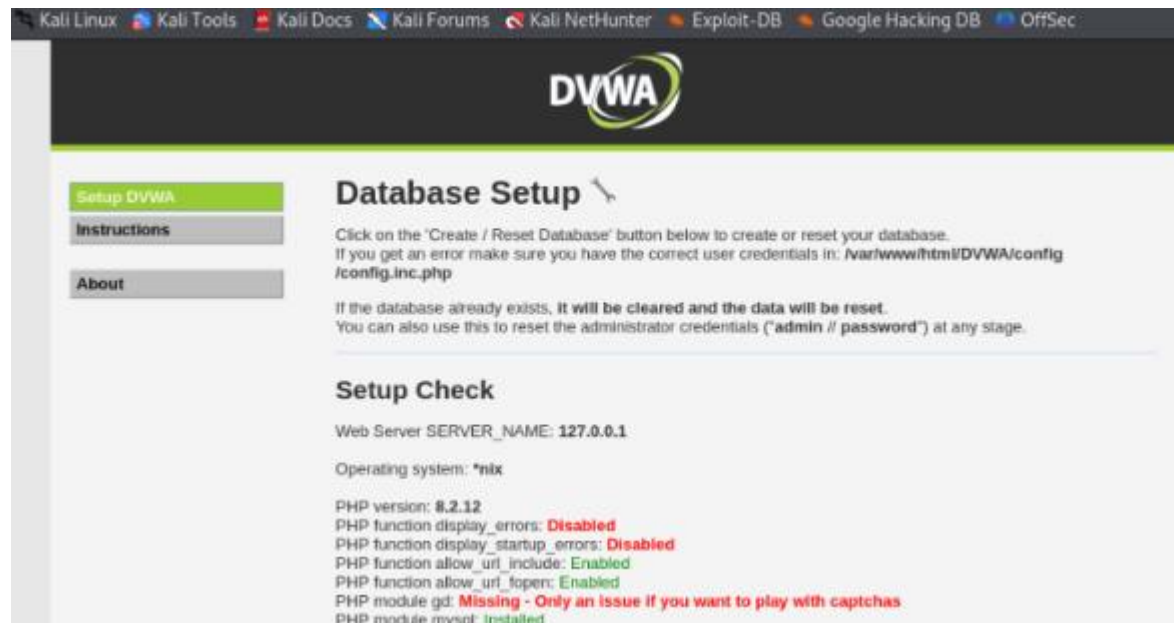 Kali Linux Kali Tools Kali Docs Kali Forums Kali NetHunter Exploit-DB Google Hacking DB OffSec
DVWA
Setup DVWA
Instructions
About
Database Setup
Click on the 'Create / Reset Database' button below to create or reset your database.
If you get an error make sure you have the correct user credentials in: /var/www/html/DVWA/config
/config.inc.php
If the database already exists, it will be cleared and the data will be reset.
You can also use this to reset the administrator credentials ("admin // password") at any stage.
Setup Check
Web Server SERVER_NAME: 127.0.0.1
Operating system: *nix
PHP version: 8.2.12
PHP function display_errors: Disabled
PHP function display_startup_errors: Disabled
PHP function allow_url_include: Enabled
PHP function allow_url_fopen: Enabled
PHP module gd: Missing - Only an issue if you want to play with captchas
PHP module mysql: Installed